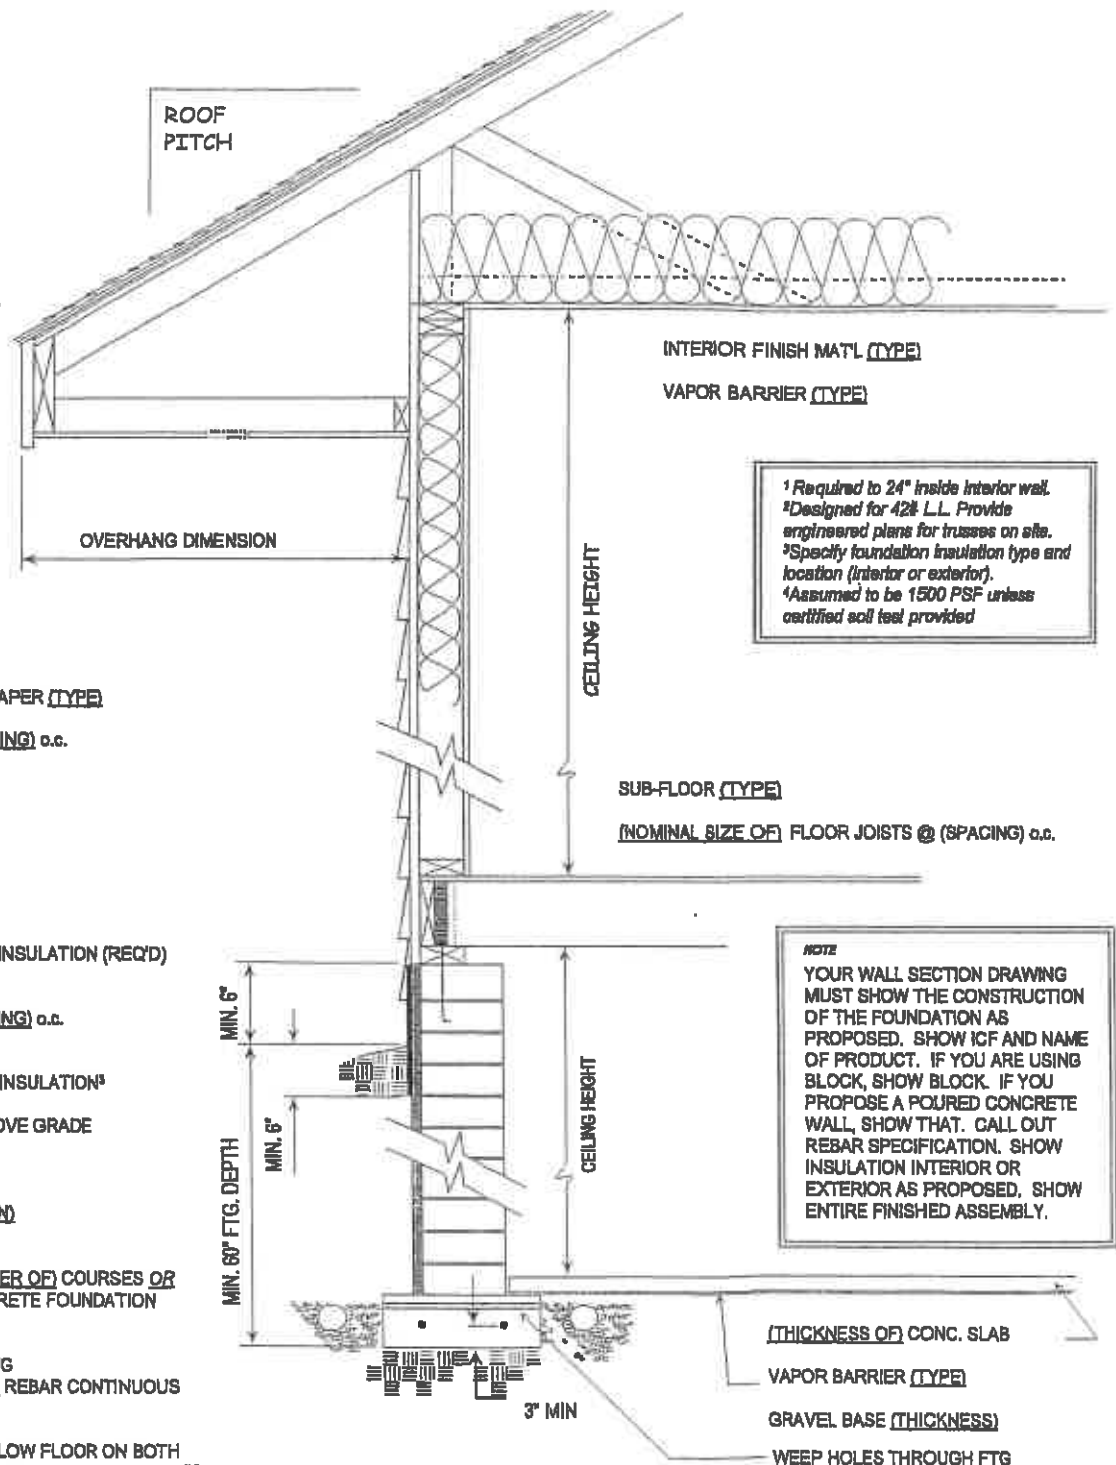 ROOF
PITCH
INTERIOR FINISH MAT'L (TYPE)
VAPOR BARRIER (TYPE)
¹ Required to 24" inside interior wall.
²Designed for 42# L.L. Provide
engineered plans for trusses on site.
³Specify foundation insulation type and
location (interior or exterior).
⁴Assumed to be 1500 PSF unless
certified soil test provided
OVERHANG DIMENSION
CEILING HEIGHT
APER (TYPE)
ING) o.c.
SUB-FLOOR (TYPE)
(NOMINAL SIZE OF) FLOOR JOISTS @ (SPACING) o.c.
INSULATION (REQ'D)
NG) o.c.
INSULATION³
OVE GRADE
N)
ER OF) COURSES OR
RETE FOUNDATION
G
REBAR CONTINUOUS
LOW FLOOR ON BOTH
MIN. 6"
MIN. 6"
MIN. 60" FTG. DEPTH
CEILING HEIGHT
NOTE
YOUR WALL SECTION DRAWING
MUST SHOW THE CONSTRUCTION
OF THE FOUNDATION AS
PROPOSED. SHOW ICF AND NAME
OF PRODUCT. IF YOU ARE USING
BLOCK, SHOW BLOCK. IF YOU
PROPOSE A POURED CONCRETE
WALL, SHOW THAT. CALL OUT
REBAR SPECIFICATION. SHOW
INSULATION INTERIOR OR
EXTERIOR AS PROPOSED. SHOW
ENTIRE FINISHED ASSEMBLY.
(THICKNESS OF) CONC. SLAB
VAPOR BARRIER (TYPE)
3" MIN
GRAVEL BASE (THICKNESS)
WEEP HOLES THROUGH FTG